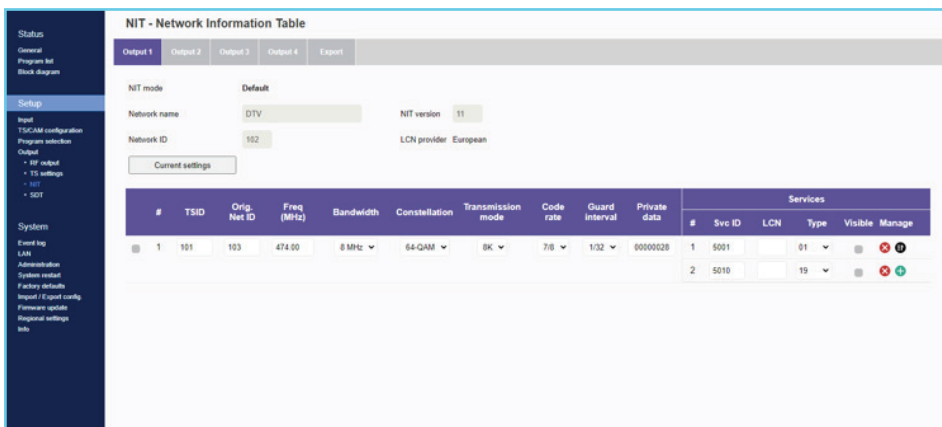 Status
General
Program list
Block diagram
Setup
Input
TS/CAM configuration
Program selection
Output
• RF output
• TS settings
• NIT
• SDT
System
Event log
LAN
Administration
System restart
Factory defaults
Import / Export config.
Firmware update
Regional settings
Info
NIT - Network Information Table
Output 1 Output 2 Output 3 Output 4 Export
NIT mode Default
Network name DTV NIT version 11
Network ID 102 LCN provider European
Current settings
# TSID Orig. Net ID Freq (MHz) Bandwidth Constellation Transmission mode Code rate Guard interval Private data Services
# Svc ID LCN Type Visible Manage
1 101 103 474.00 8 MHz 64-QAM 8K 7/8 1/32 00000028 1 5001 01
2 5010 19